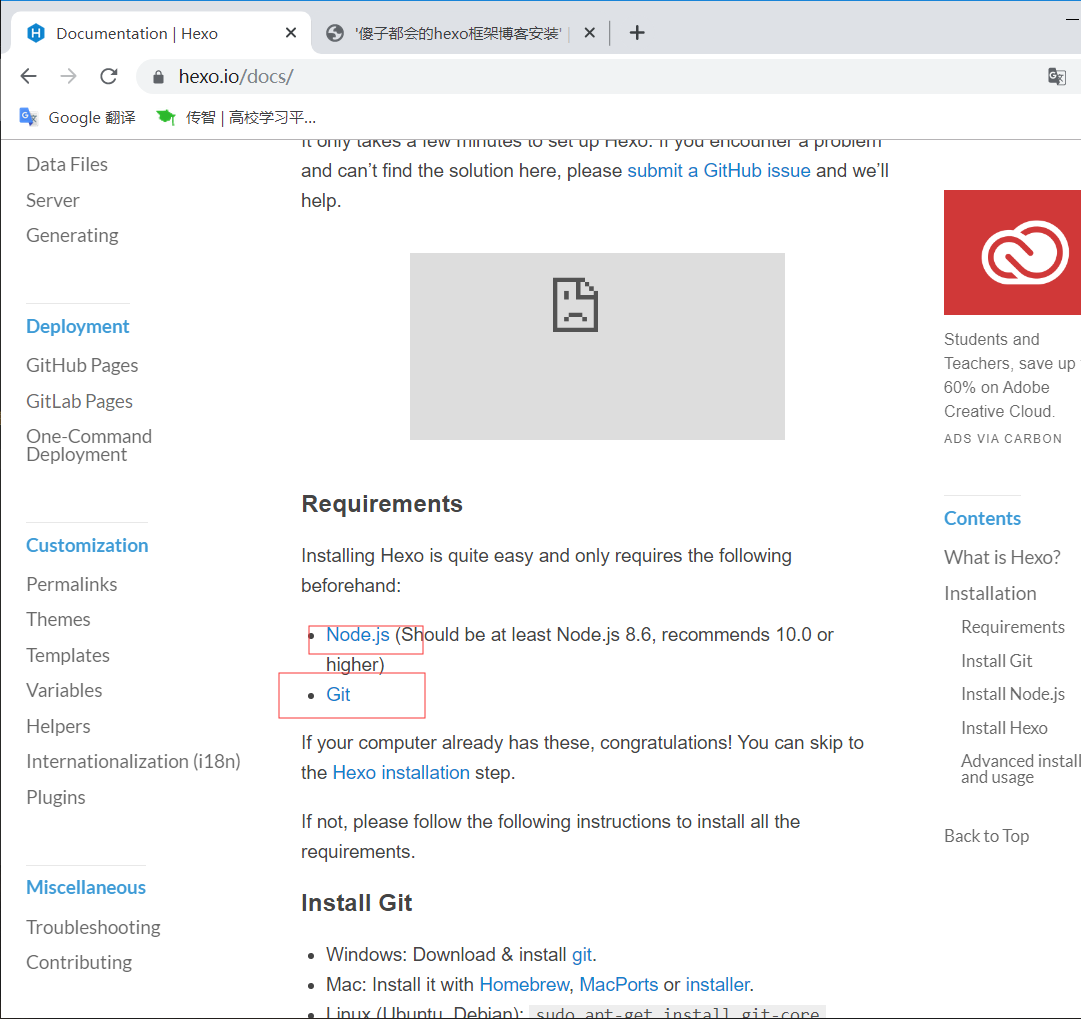 Documentation | Hexo
'傻子都会的hexo框架博客安装'
hexo.io/docs/
Google 翻译
传智 | 高校学习平...
Data Files
Server
Generating
Deployment
GitHub Pages
GitLab Pages
One-Command
Deployment
Customization
Permalinks
Themes
Templates
Variables
Helpers
Internationalization (i18n)
Plugins
Miscellaneous
Troubleshooting
Contributing
It only takes a few minutes to set up Hexo. If you encounter a problem
and can’t find the solution here, please submit a GitHub issue and we’ll
help.
Requirements
Installing Hexo is quite easy and only requires the following
beforehand:
• Node.js (Should be at least Node.js 8.6, recommends 10.0 or
higher)
• Git
If your computer already has these, congratulations! You can skip to
the Hexo installation step.
If not, please follow the following instructions to install all the
requirements.
Install Git
• Windows: Download & install git.
• Mac: Install it with Homebrew, MacPorts or installer.
• Linux (Ubuntu, Debian): sudo apt-get install git-core
Students and
Teachers, save up
60% on Adobe
Creative Cloud.
ADS VIA CARBON
Contents
What is Hexo?
Installation
Requirements
Install Git
Install Node.js
Install Hexo
Advanced install
and usage
Back to Top